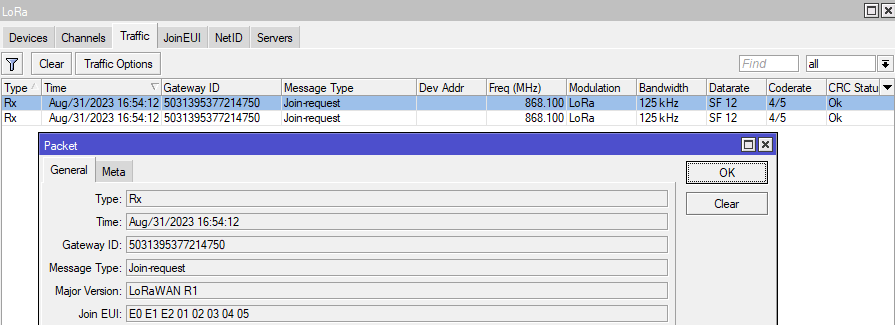 LoRa
Devices Channels Traffic JoinEUI NetID Servers
Clear Traffic Options Find all
Type Time Gateway ID Message Type Dev Addr Freq (MHz) Modulation Bandwidth Datarate Coderate CRC Statu
Rx Aug/31/2023 16:54:12 5031395377214750 Join-request 868.100 LoRa 125 kHz SF 12 4/5 Ok
Rx Aug/31/2023 16:54:12 5031395377214750 Join-request 868.100 LoRa 125 kHz SF 12 4/5 Ok
Packet
General Meta
OK
Type: Rx
Clear
Time: Aug/31/2023 16:54:12
Gateway ID: 5031395377214750
Message Type: Join-request
Major Version: LoRaWAN R1
Join EUI: E0 E1 E2 01 02 03 04 05